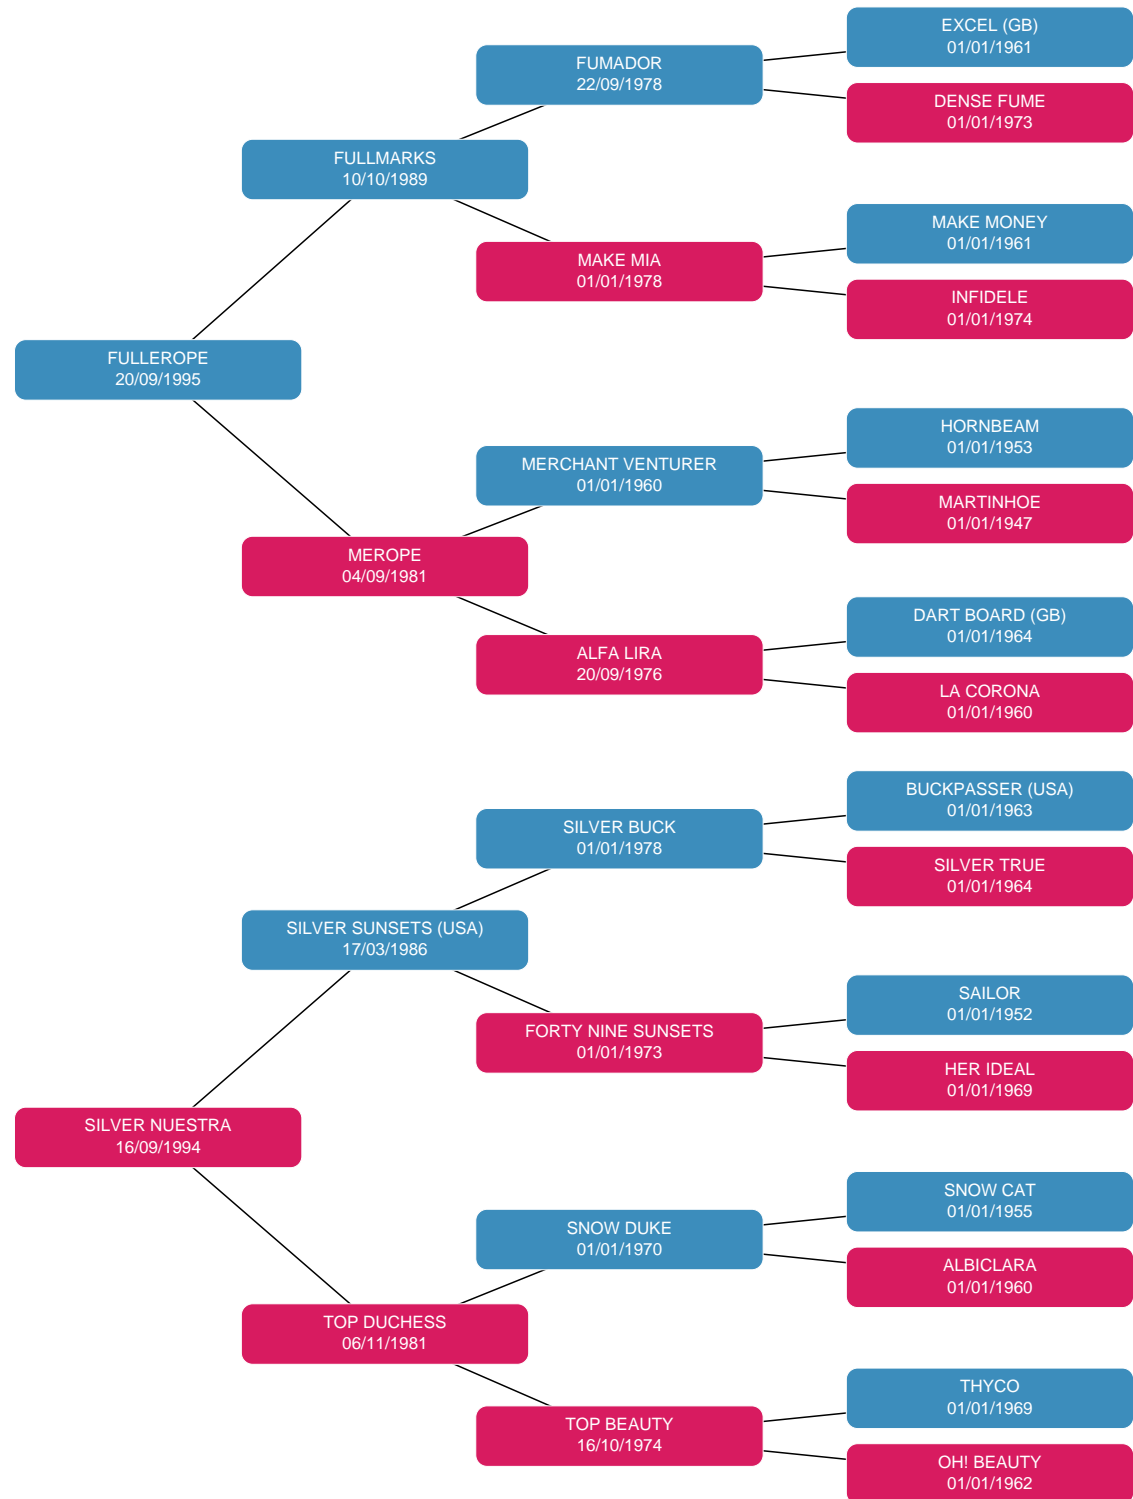 EXCEL (GB)
01/01/1961
FUMADOR
22/09/1978
DENSE FUME
01/01/1973
FULLMARKS
10/10/1989
MAKE MONEY
01/01/1961
MAKE MIA
01/01/1978
INFIDELE
01/01/1974
FULLEROPE
20/09/1995
HORNBEAM
01/01/1953
MERCHANT VENTURER
01/01/1960
MARTINHOE
01/01/1947
MEROPE
04/09/1981
DART BOARD (GB)
01/01/1964
ALFA LIRA
20/09/1976
LA CORONA
01/01/1960
BUCKPASSER (USA)
01/01/1963
SILVER BUCK
01/01/1978
SILVER TRUE
01/01/1964
SILVER SUNSETS (USA)
17/03/1986
SAILOR
01/01/1952
FORTY NINE SUNSETS
01/01/1973
HER IDEAL
01/01/1969
SILVER NUESTRA
16/09/1994
SNOW CAT
01/01/1955
SNOW DUKE
01/01/1970
ALBICLARA
01/01/1960
TOP DUCHESS
06/11/1981
THYCO
01/01/1969
TOP BEAUTY
16/10/1974
OH! BEAUTY
01/01/1962